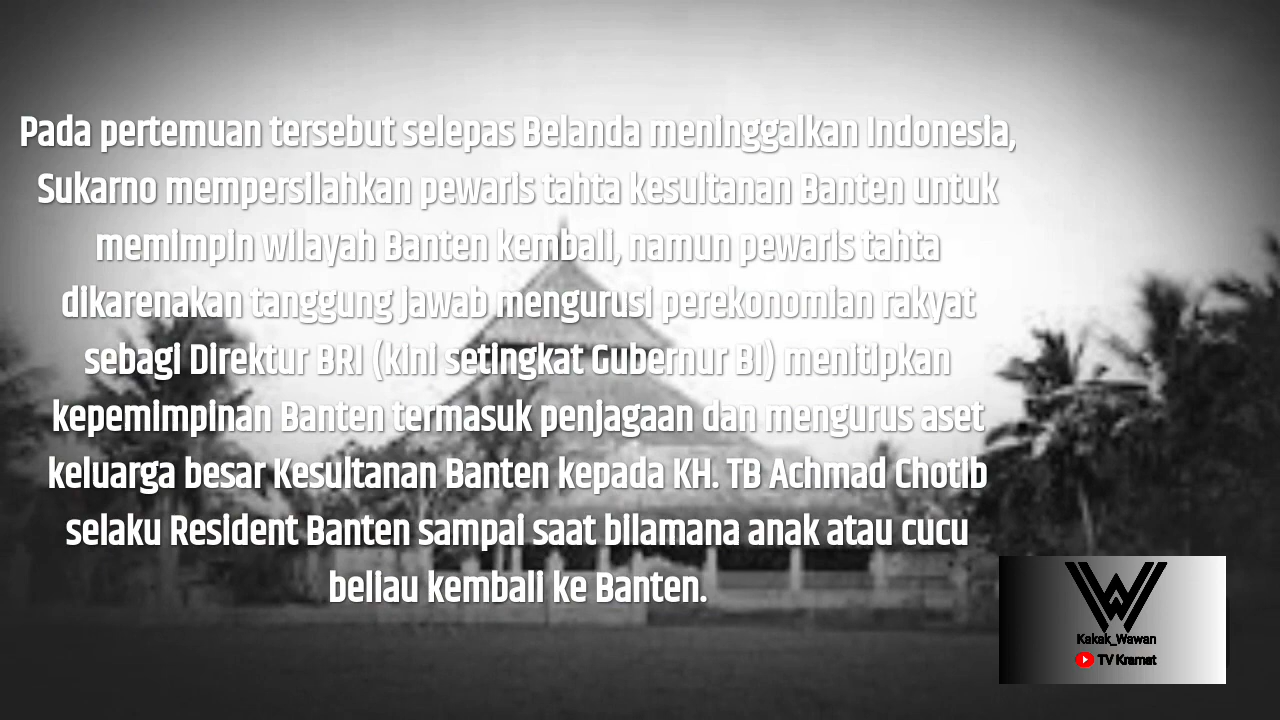 Pada pertemuan tersebut selepas Belanda meninggalkan Indonesia,
Sukarno mempersilahkan pewaris tahta kesultanan Banten untuk
memimpin wilayah Banten kembali, namun pewaris tahta
dikarenakan tanggung jawab mengurusi perekonomian rakyat
sebagi Direktur BRI (kini setingkat Gubernur BI) menitipkan
kepemimpinan Banten termasuk penjagaan dan mengurus aset
keluarga besar Kesultanan Banten kepada KH. TB Achmad Chotib
selaku Resident Banten sampai saat bilamana anak atau cucu
beliau kembali ke Banten.
Kakak_Wawan
TV Kramat